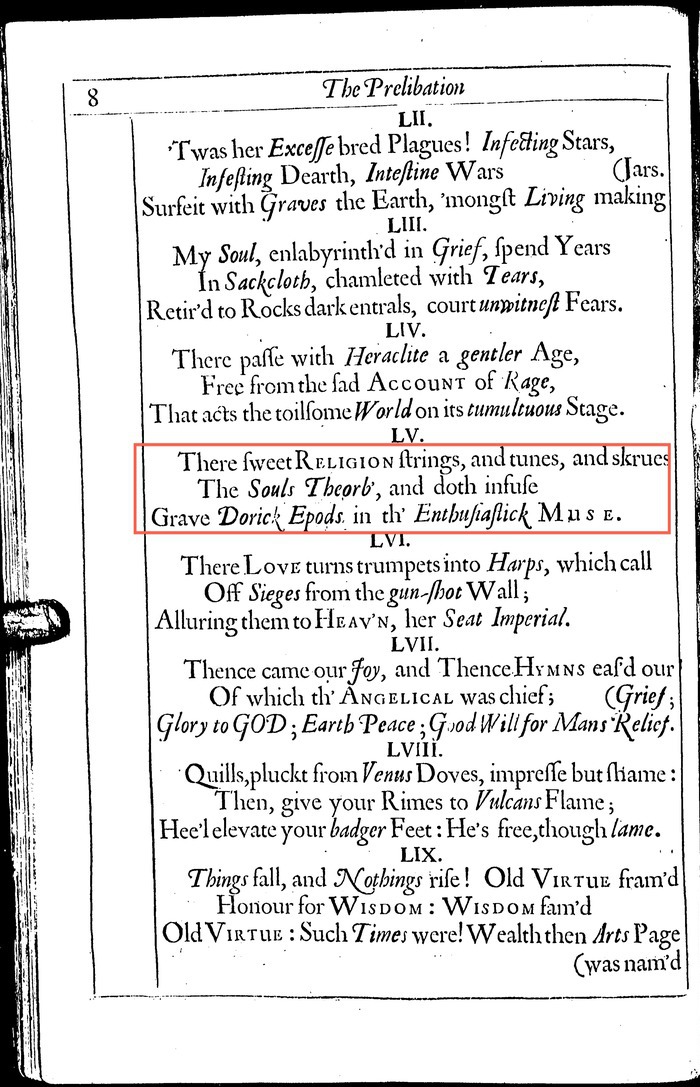 8 The Prelibation
LII.
'Twas her Exceſſe bred Plagues! Infecting Stars,
Infeſting Dearth, Inteſtine Wars (Jars.
Surfeit with Graves the Earth, 'mongſt Living making
LIII.
My Soul, enlabyrinth'd in Grief, ſpend Years
In Sackcloth, chamleted with Tears,
Retir'd to Rocks dark entrals, court unwitneſt Fears.
LIV.
There paſſe with Heraclite a gentler Age,
Free from the ſad ACCOUNT of Rage,
That acts the toilſome World on its tumultuous Stage.
LV.
There ſweet RELIGION ſtrings, and tunes, and skrues
The Souls Theorb', and doth infuſe
Grave Dorick Epods in th' Enthuſiaſtick MUSE.
LVI.
There LOVE turns trumpets into Harps, which call
Off Sieges from the gun-ſhot Wall;
Alluring them to HEAV'N, her Seat Imperial.
LVII.
Thence came our Joy, and Thence HYMNS eaſ'd our
Of which th' ANGELICAL was chief; (Grief;
Glory to GOD; Earth Peace; Good Will for Mans Relief.
LVIII.
Quills, pluckt from Venus Doves, impreſſe but ſhame:
Then, give your Rimes to Vulcans Flame;
Hee'l elevate your badger Feet: He's free, though lame.
LIX.
Things fall, and Nothings riſe! Old VIRTUE fram'd
Honour for WISDOM: WISDOM fam'd
Old VIRTUE: Such Times were! Wealth then Arts Page
(was nam'd